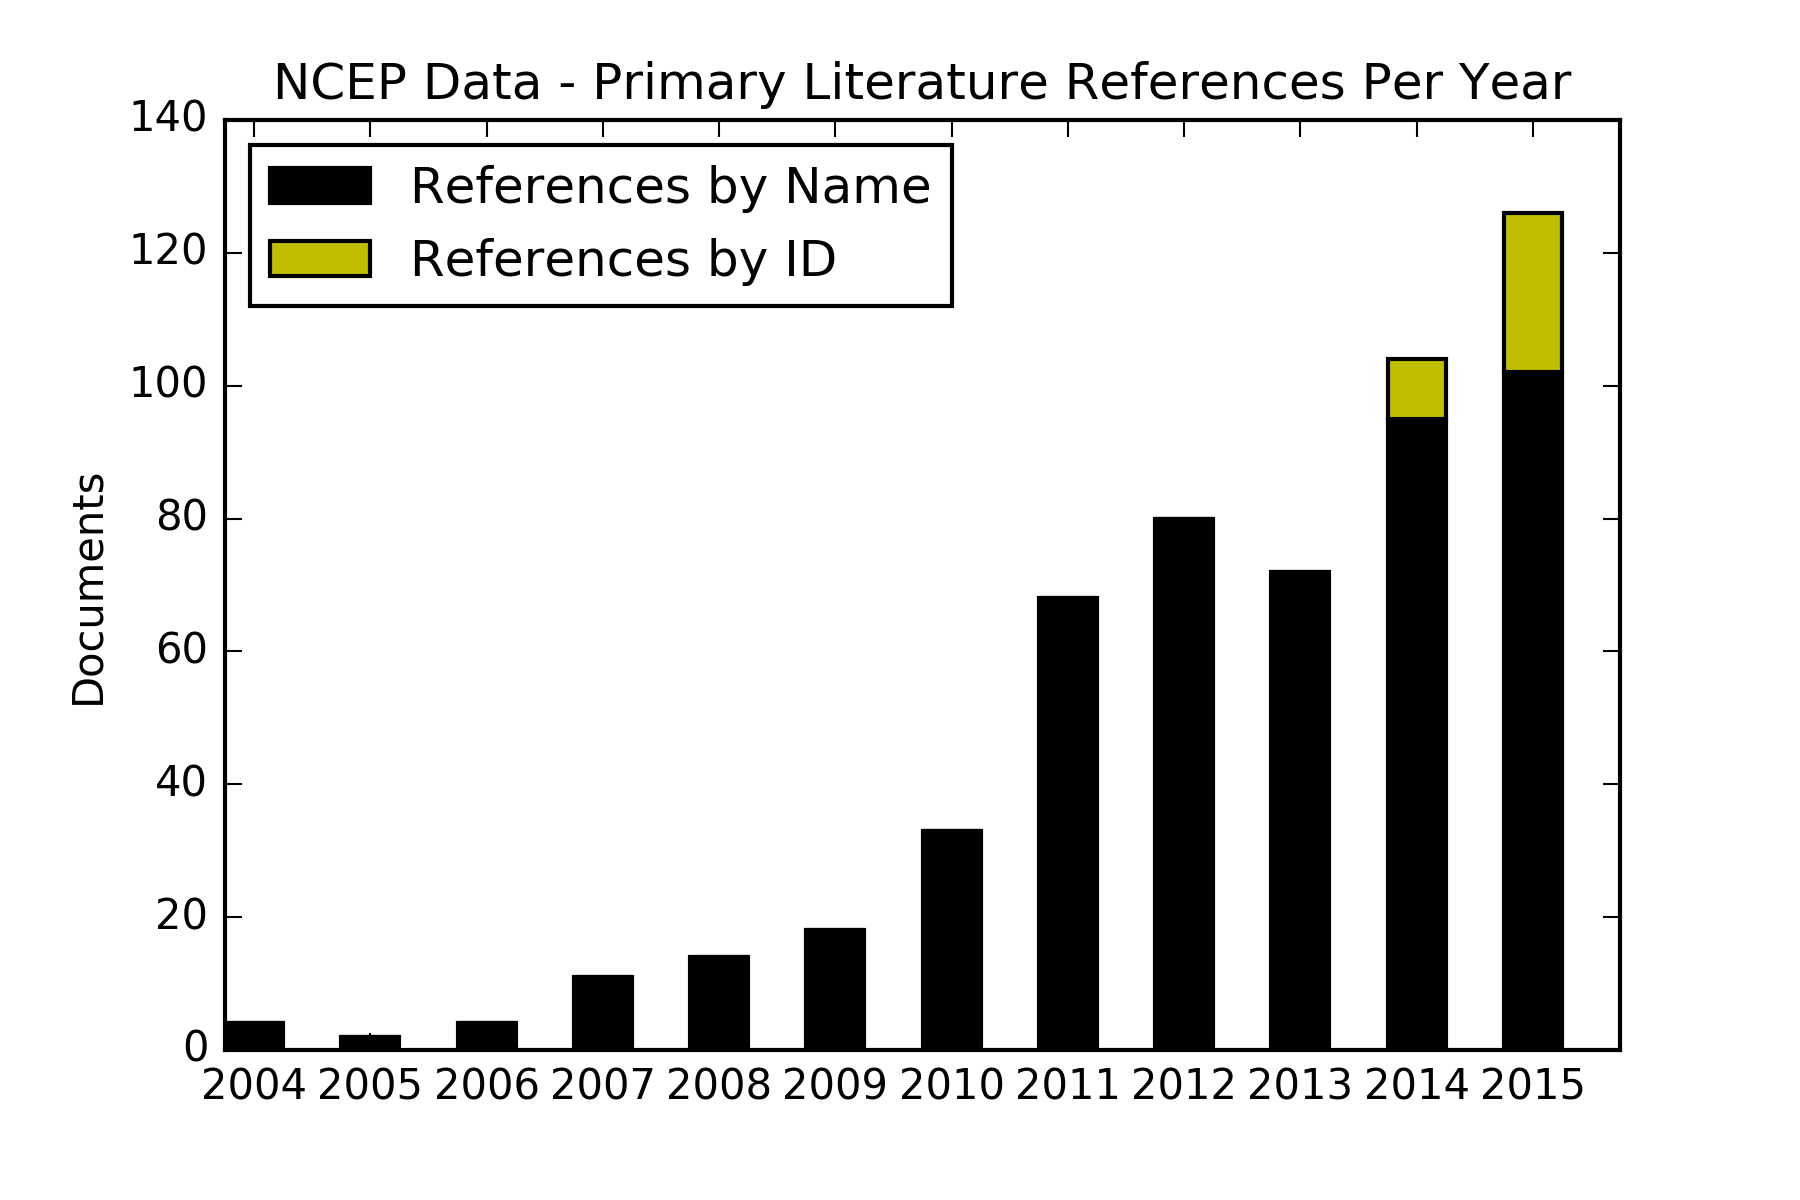 NCEP Data - Primary Literature References Per Year
140
References by Name
References by ID
120
100
80
60
40
20
0
Documents
2004 2005 2006 2007 2008 2009 2010 2011 2012 2013 2014 2015